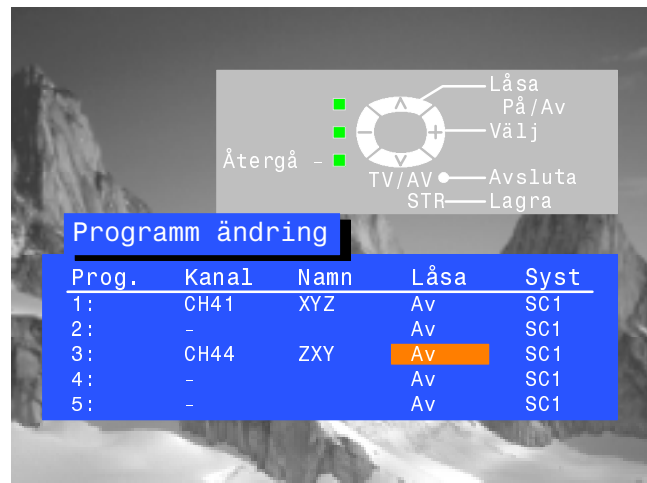 Låsa
På/Av
Välj
Återgå –
TV/AV Avsluta
STR Lagra
Programm ändring
Prog. Kanal Namn Låsa Syst
1: CH41 XYZ Av SC1
2: – Av SC1
3: CH44 ZXY Av SC1
4: – Av SC1
5: – Av SC1